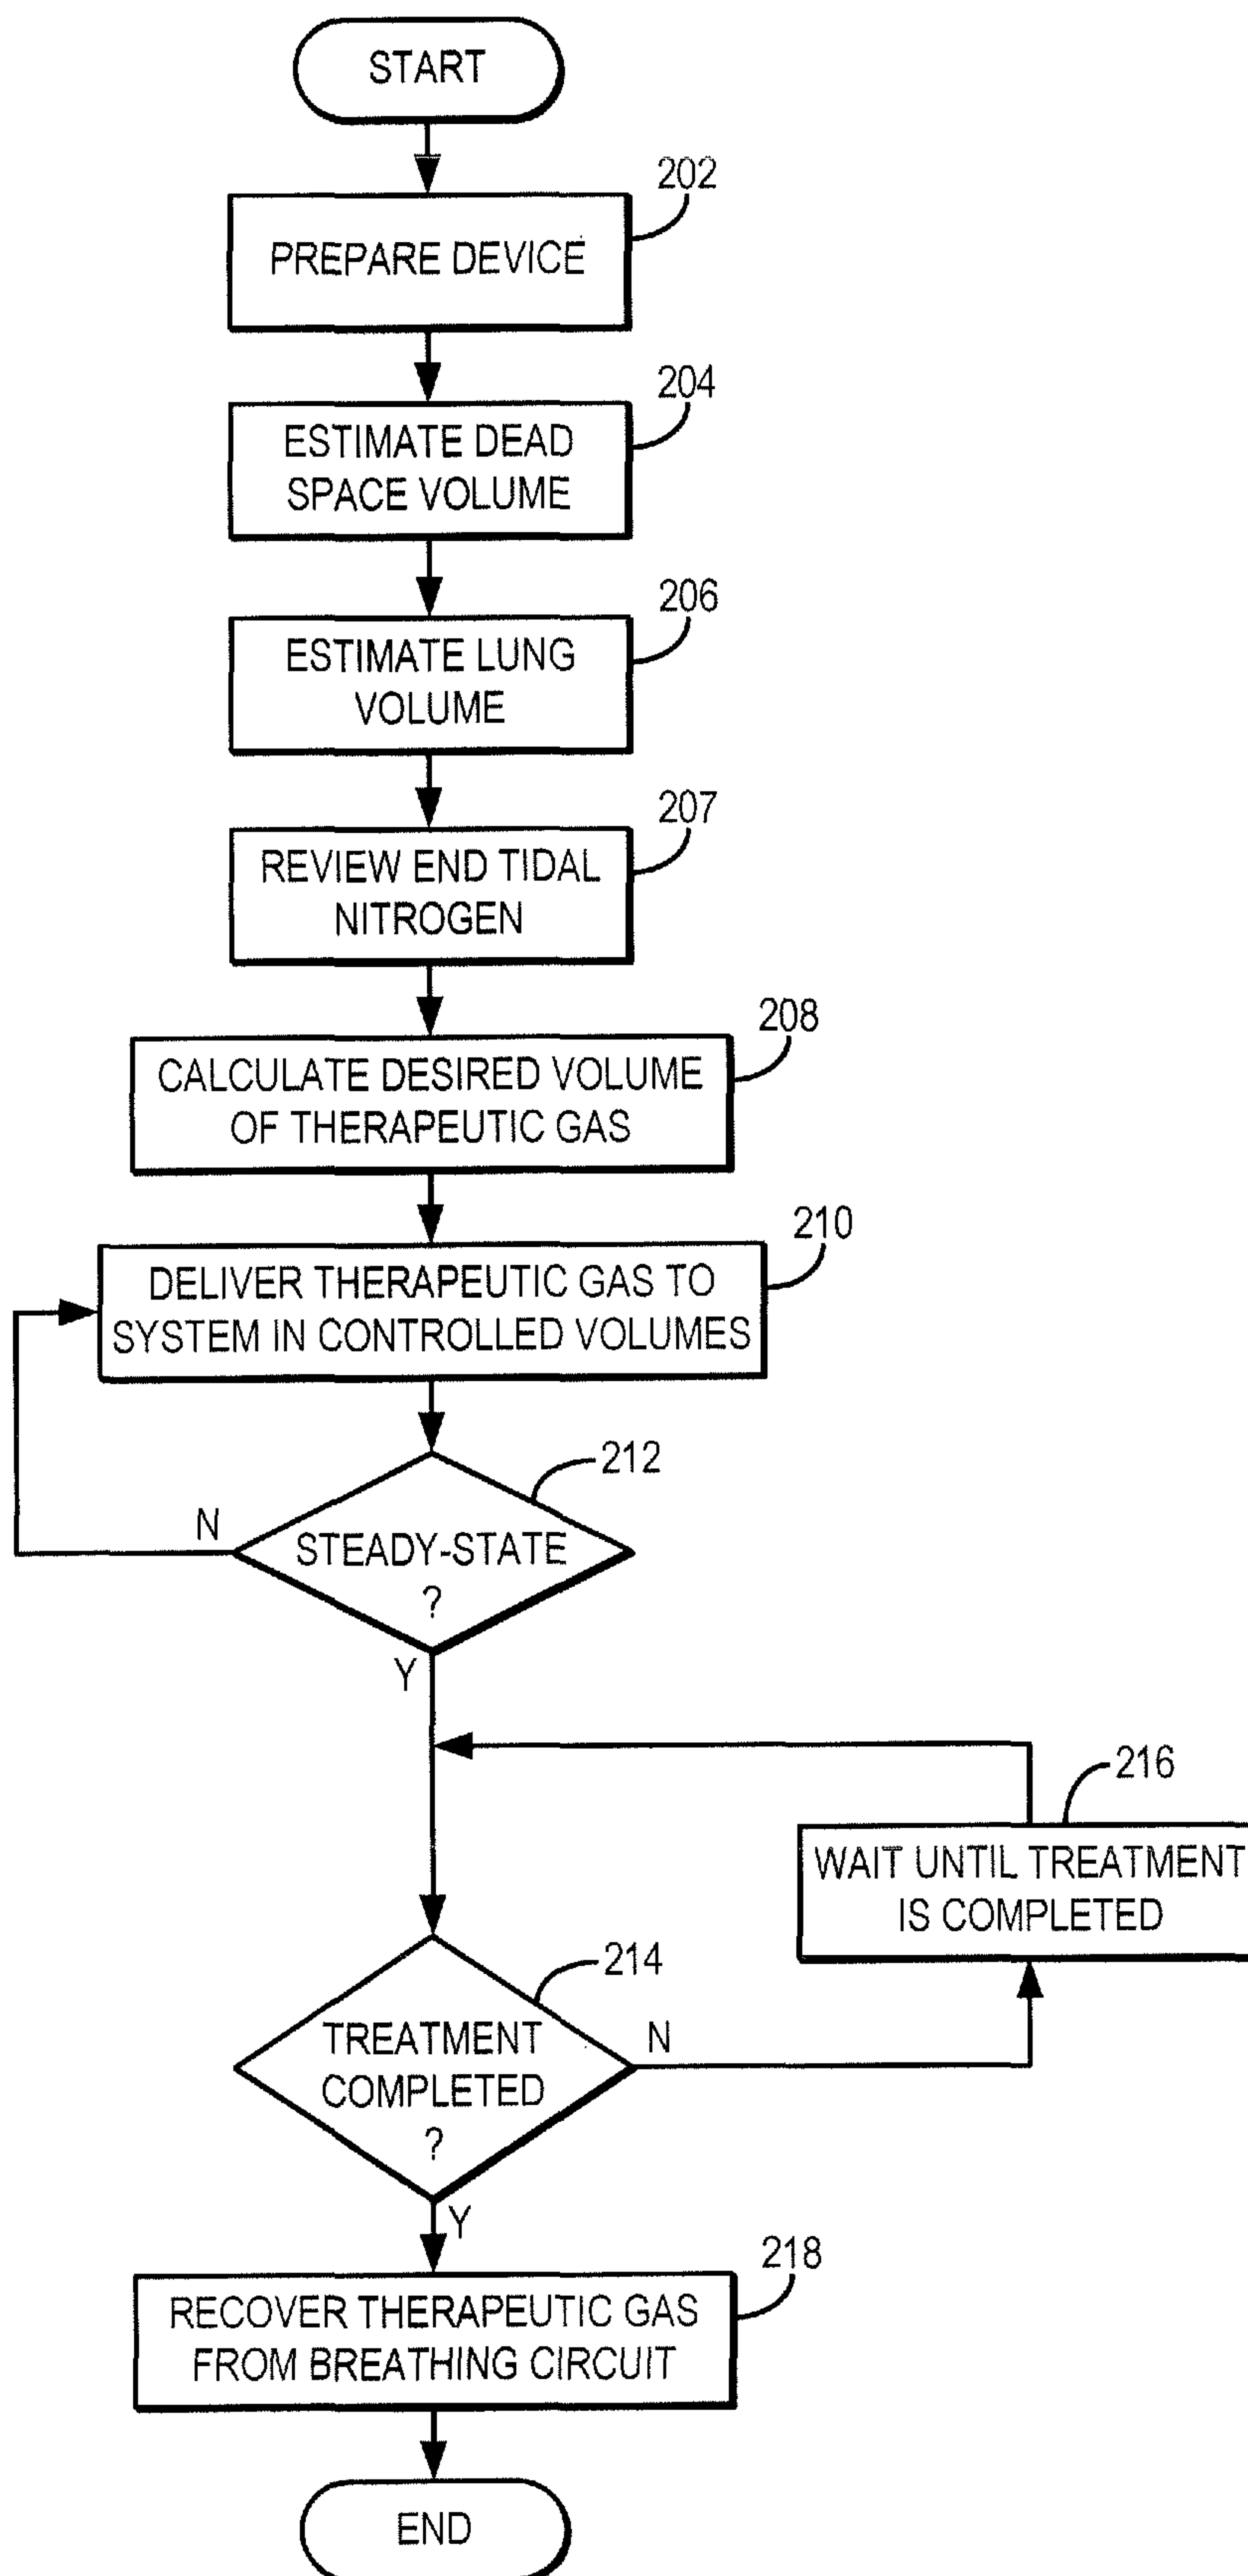 START
202
PREPARE DEVICE
204
ESTIMATE DEAD
SPACE VOLUME
206
ESTIMATE LUNG
VOLUME
207
REVIEW END TIDAL
NITROGEN
208
CALCULATE DESIRED VOLUME
OF THERAPEUTIC GAS
210
DELIVER THERAPEUTIC GAS TO
SYSTEM IN CONTROLLED VOLUMES
212
N
STEADY-STATE
?
Y
216
WAIT UNTIL TREATMENT
IS COMPLETED
214
TREATMENT
COMPLETED
?
N
Y
218
RECOVER THERAPEUTIC GAS
FROM BREATHING CIRCUIT
END